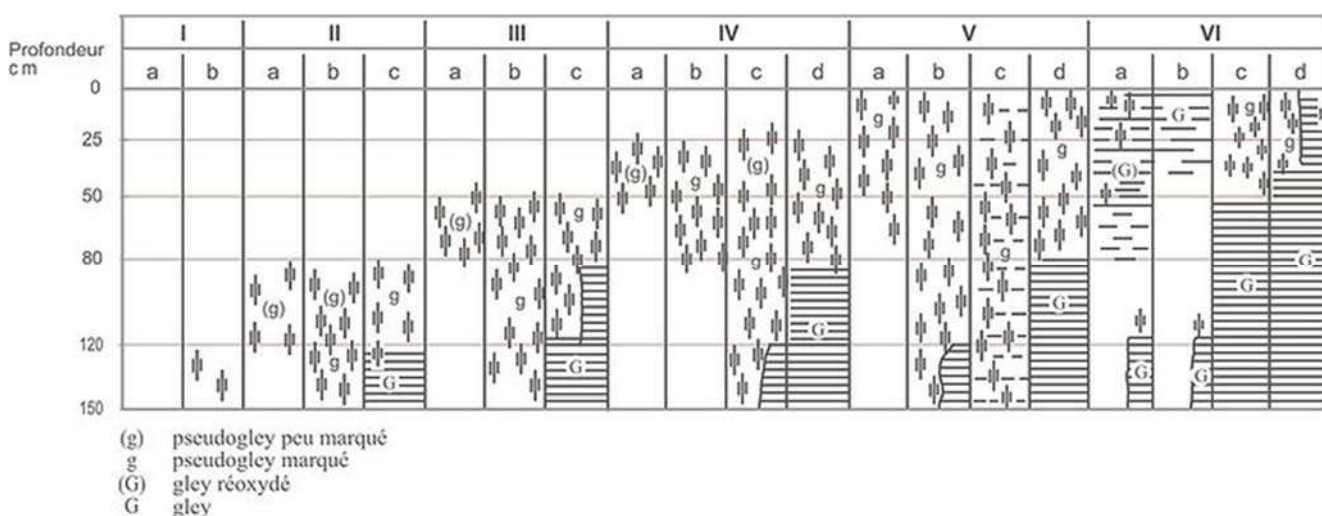 I II III IV V VI
Profondeur
cm
a b a b c a b c a b c d a b c d a b c d
0
g G g
g (g)
25
(g) g (g) g g g (G) g
50
(g) g
80
(g) (g) g g g g G G G
G
120
g G G G G
150
(g) pseudogley peu marqué
g pseudogley marqué
(G) gley réoxydé
G gley